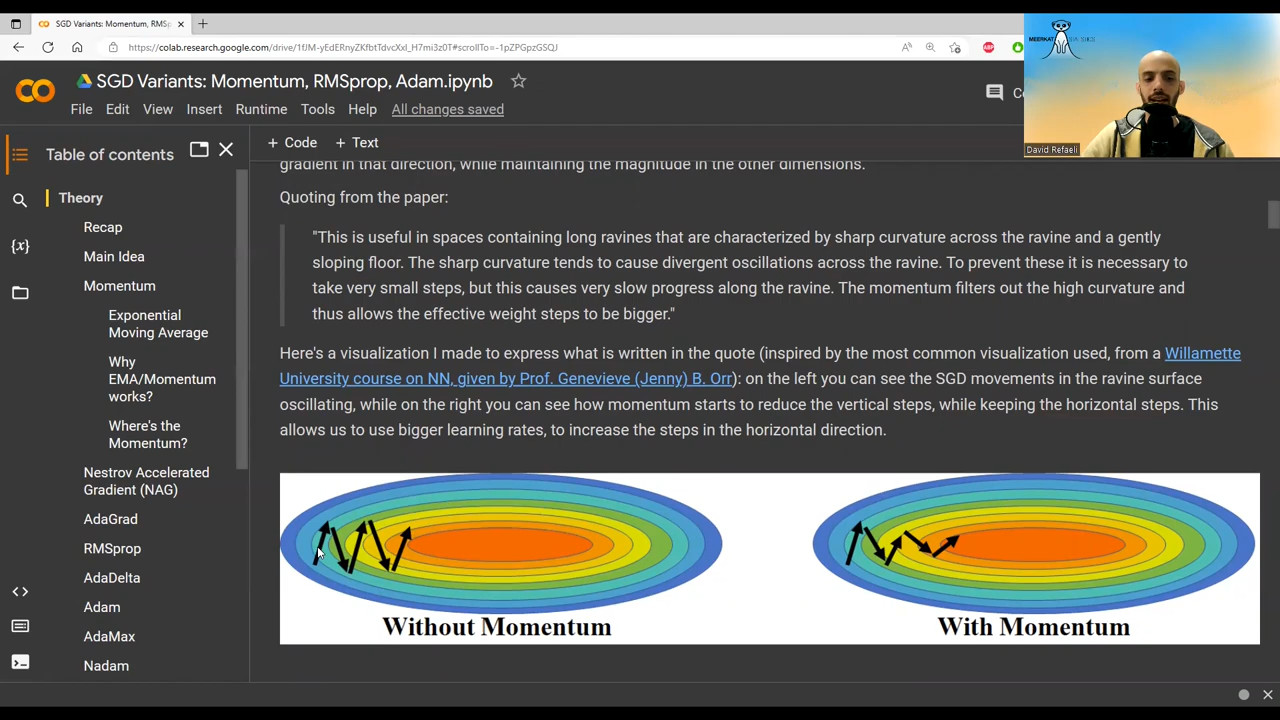 SGD Variants: Momentum, RMSp
https://colab.research.google.com/drive/1fJM-yEdERnyZKfbtTdvcXxI_H7mi3z0T#scrollTo=-1pZPGpzGSQJ
MEERKAT
SGD Variants: Momentum, RMSprop, Adam.ipynb
File Edit View Insert Runtime Tools Help All changes saved
David Refaeli
Table of contents
+ Code + Text
Theory
Recap
Main Idea
Momentum
Exponential
Moving Average
Why
EMA/Momentum
works?
Where's the
Momentum?
Nestrov Accelerated
Gradient (NAG)
AdaGrad
RMSprop
AdaDelta
Adam
AdaMax
Nadam
gradient in that direction, while maintaining the magnitude in the other dimensions.
Quoting from the paper:
"This is useful in spaces containing long ravines that are characterized by sharp curvature across the ravine and a gently
sloping floor. The sharp curvature tends to cause divergent oscillations across the ravine. To prevent these it is necessary to
take very small steps, but this causes very slow progress along the ravine. The momentum filters out the high curvature and
thus allows the effective weight steps to be bigger."
Here's a visualization I made to express what is written in the quote (inspired by the most common visualization used, from a Willamette
University course on NN, given by Prof. Genevieve (Jenny) B. Orr): on the left you can see the SGD movements in the ravine surface
oscillating, while on the right you can see how momentum starts to reduce the vertical steps, while keeping the horizontal steps. This
allows us to use bigger learning rates, to increase the steps in the horizontal direction.
Without Momentum
With Momentum